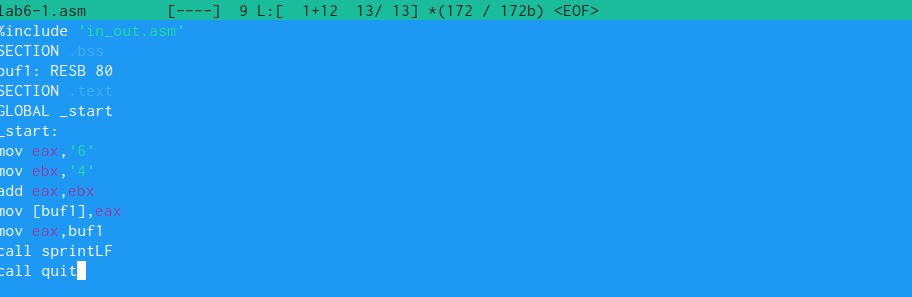 lab6-1.asm [----] 9 L:[ 1+12 13/ 13] *(172 / 172b) <EOF>
%include 'in_out.asm'
SECTION .bss
buf1: RESB 80
SECTION .text
GLOBAL _start
_start:
mov eax,'6'
mov ebx,'4'
add eax,ebx
mov [buf1],eax
mov eax,buf1
call sprintLF
call quit